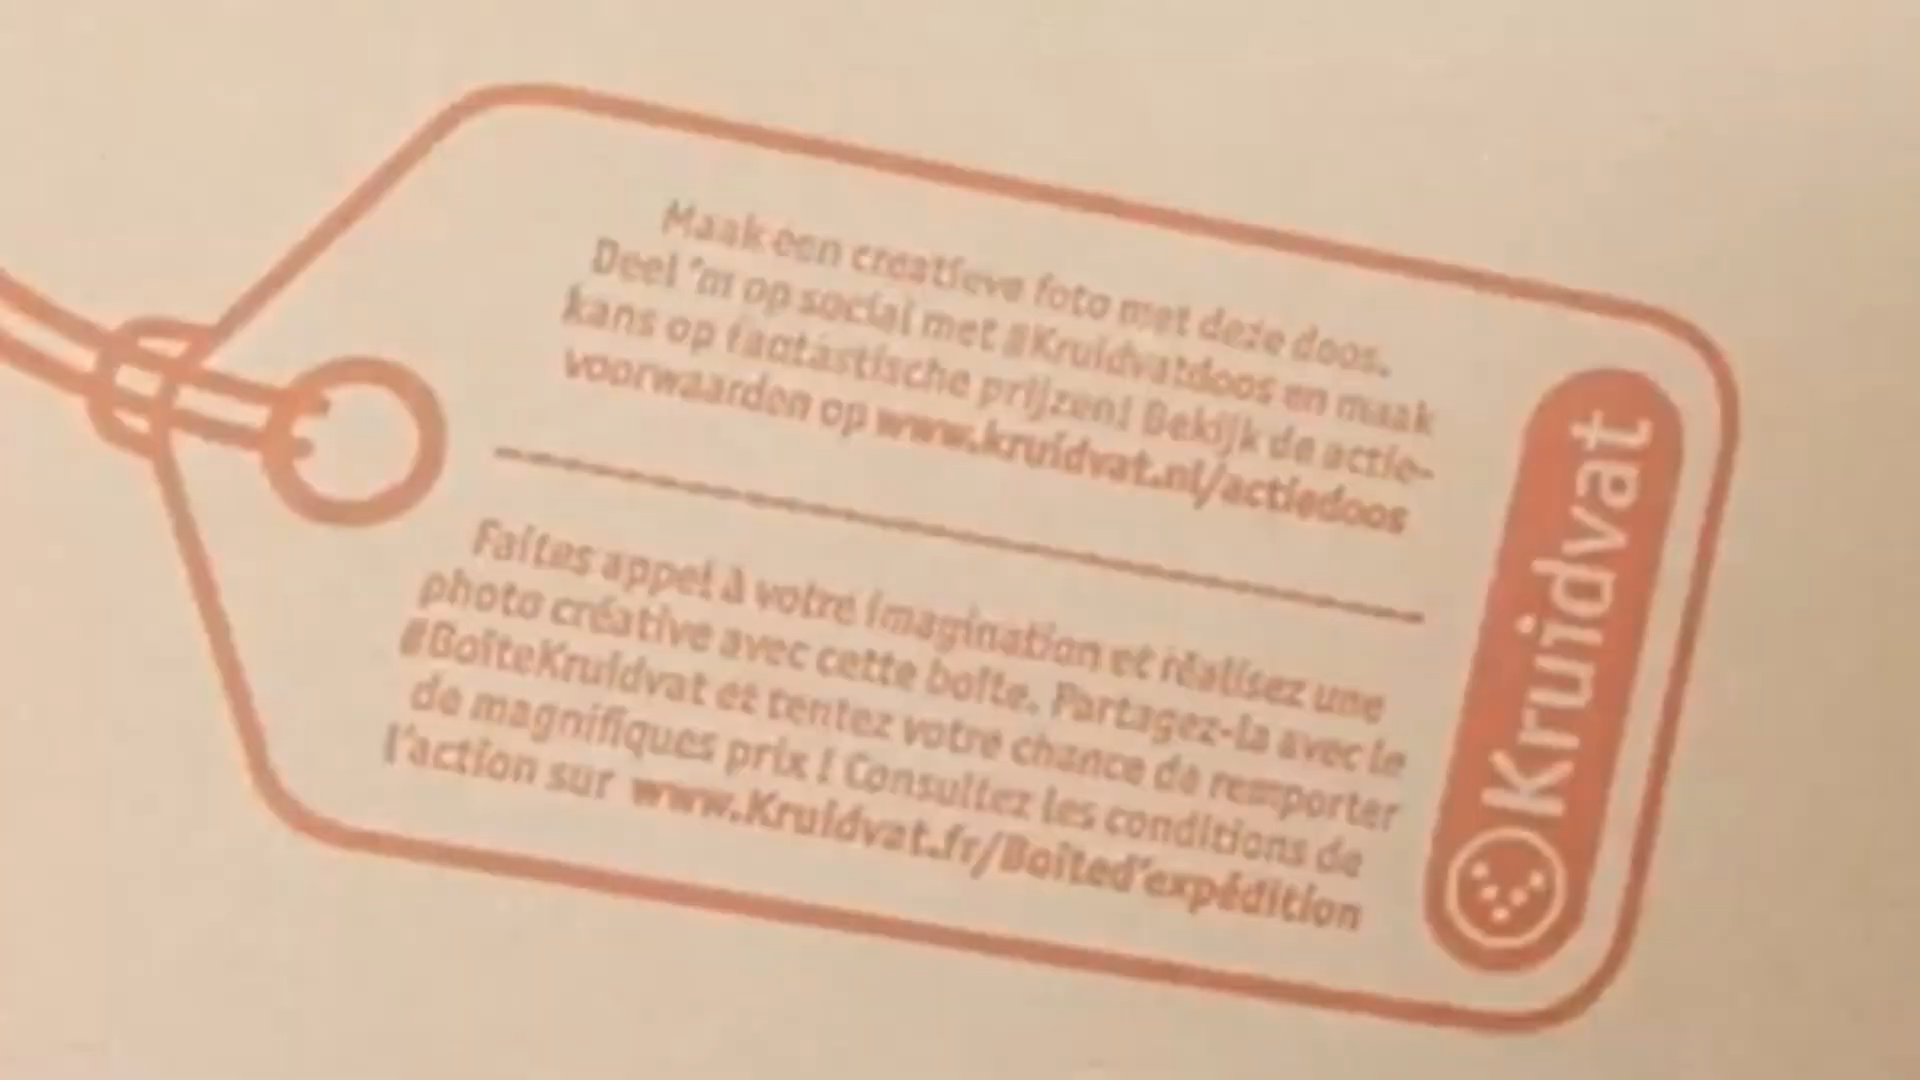 Maak een creatieve foto met deze doos.
Deel 'm op social met #Kruidvatdoos en maak
kans op fantastische prijzen! Bekijk de actie-
voorwaarden op www.kruidvat.nl/actiedoos
Faites appel à votre imagination et réalisez une
photo créative avec cette boîte. Partagez-la avec le
#BoîteKruidvat et tentez votre chance de remporter
de magnifiques prix ! Consultez les conditions de
l'action sur www.Kruidvat.fr/Boîted'expédition
Kruidvat